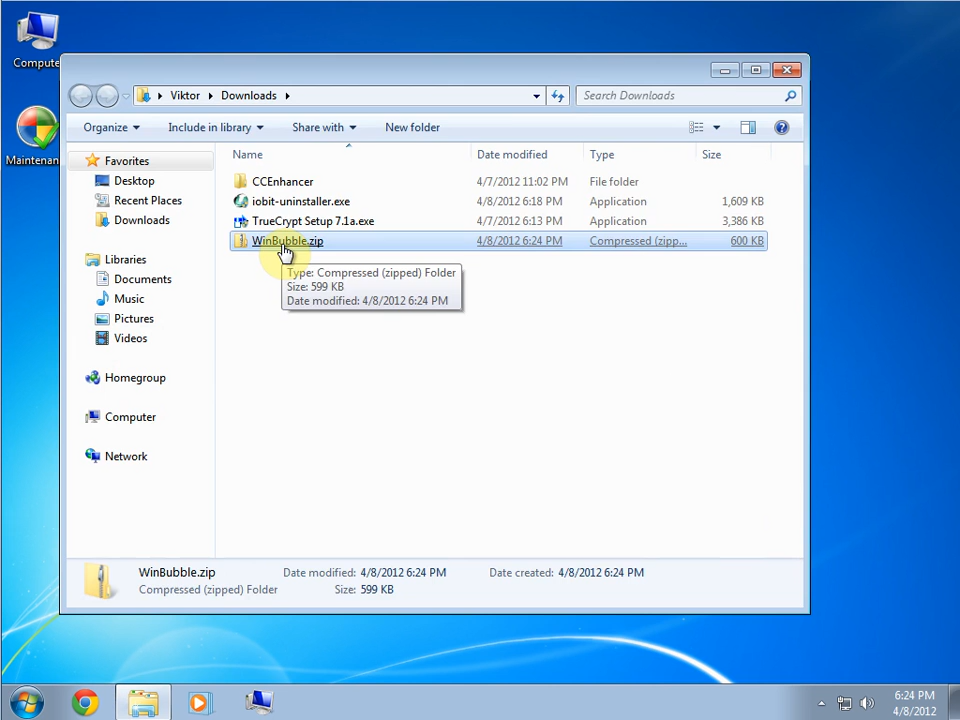 Compute
Maintenan
Viktor Downloads
Search Downloads
Organize Include in library Share with New folder
Name Date modified Type Size
Favorites
Desktop
Recent Places
Downloads
Libraries
Documents
Music
Pictures
Videos
Homegroup
Computer
Network
CCEnhancer 4/7/2012 11:02 PM File folder
iobit-uninstaller.exe 4/8/2012 6:18 PM Application 1,609 KB
TrueCrypt Setup 7.1a.exe 4/7/2012 6:13 PM Application 3,386 KB
WinBubble.zip 4/8/2012 6:24 PM Compressed (zipp... 600 KB
Type: Compressed (zipped) Folder
Size: 599 KB
Date modified: 4/8/2012 6:24 PM
WinBubble.zip Date modified: 4/8/2012 6:24 PM Date created: 4/8/2012 6:24 PM
Compressed (zipped) Folder Size: 599 KB
6:24 PM
4/8/2012